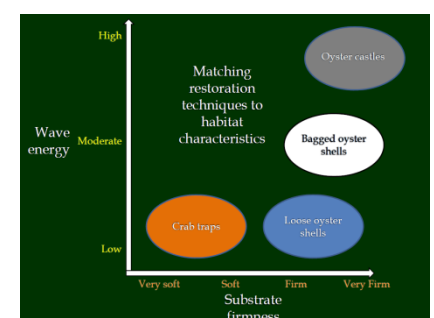 High
Oyster castles
Matching
restoration
techniques to
habitat
characteristics
Wave
energy
Moderate
Bagged oyster
shells
Crab traps
Loose oyster
shells
Low
Very soft
Soft
Firm
Very Firm
Substrate
firmness